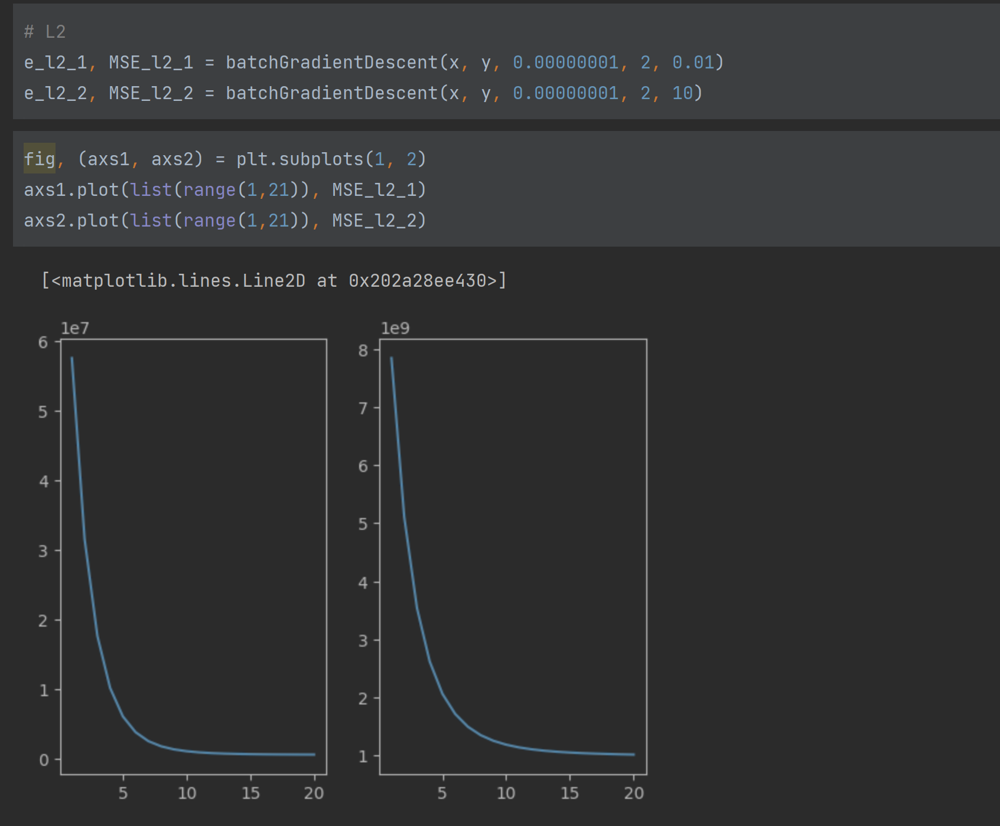 # L2
e_l2_1, MSE_l2_1 = batchGradientDescent(x, y, 0.00000001, 2, 0.01)
e_l2_2, MSE_l2_2 = batchGradientDescent(x, y, 0.00000001, 2, 10)
fig, (axs1, axs2) = plt.subplots(1, 2)
axs1.plot(list(range(1,21)), MSE_l2_1)
axs2.plot(list(range(1,21)), MSE_l2_2)
[<matplotlib.lines.Line2D at 0x202a28ee430>]
1e7
6
5
4
3
2
1
0
5 10 15 20
1e9
8
7
6
5
4
3
2
1
5 10 15 20